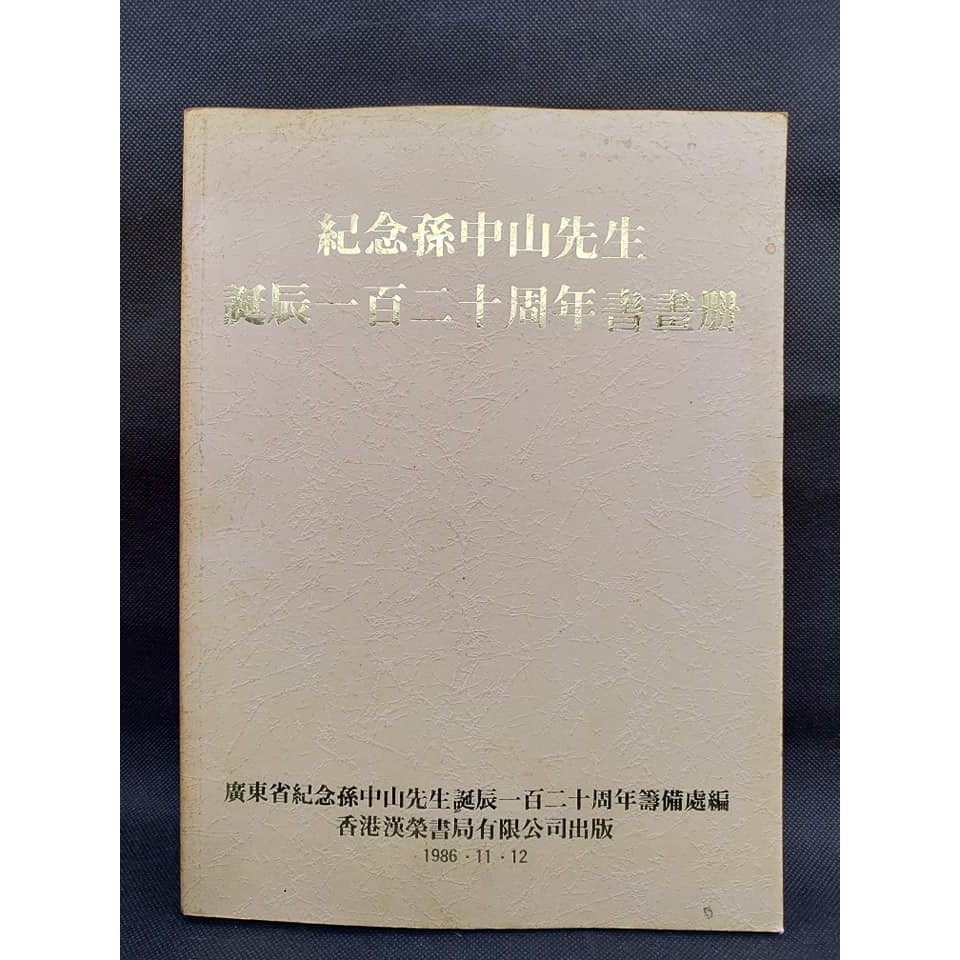 紀念孫中山先生
誕辰一百二十周年書畫册
廣東省紀念孫中山先生誕辰一百二十周年籌備處編
香港漢榮書局有限公司出版
1986·11·12